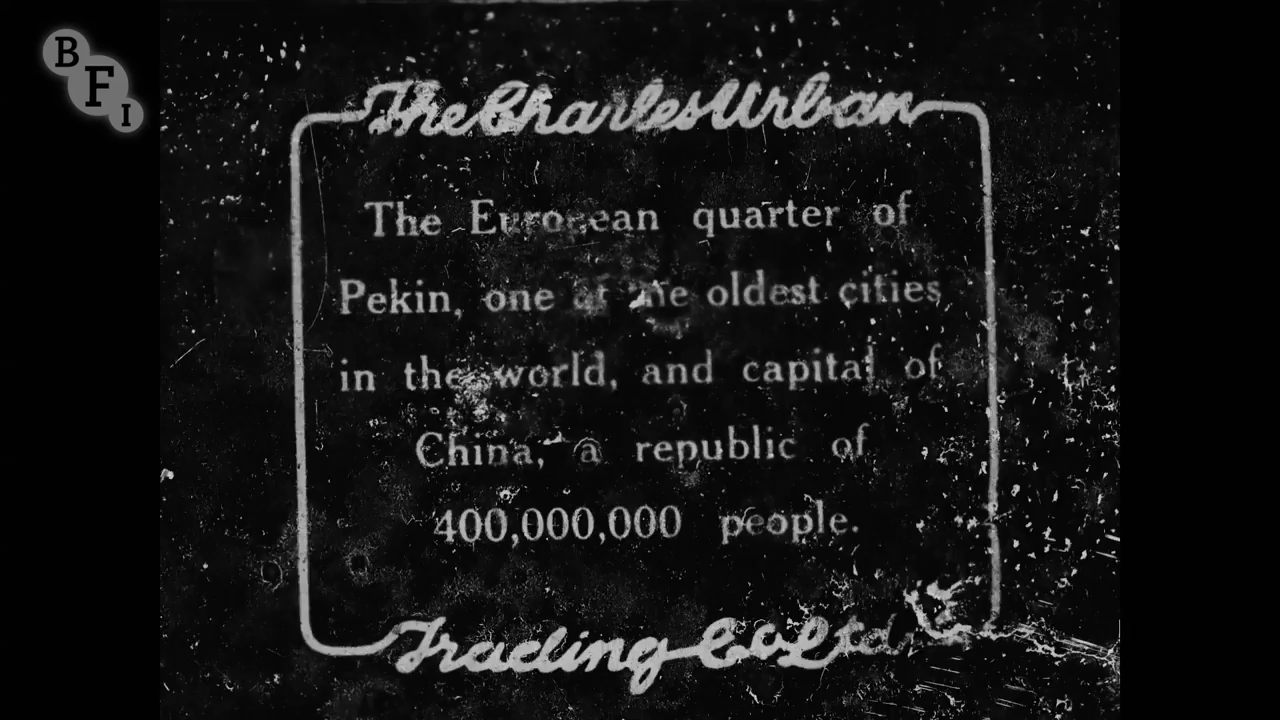 BFI
The Charles Urban
The European quarter of
Pekin, one of the oldest cities
in the world, and capital of
China, a republic of
400,000,000 people.
Trading Co Ltd